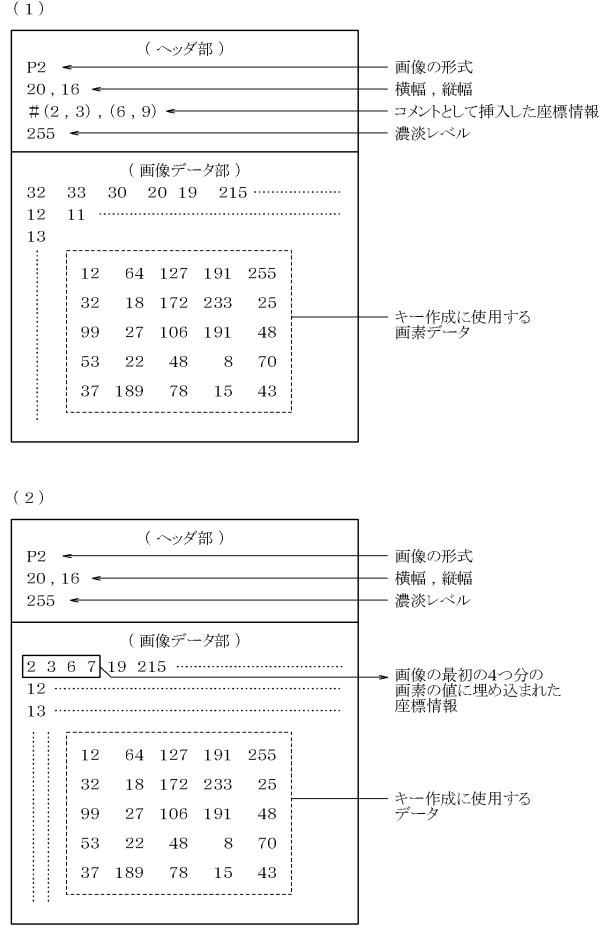 (1)
(ヘッダ部)
P2 画像の形式
20,16 横幅,縦幅
#(2,3),(6,9) コメントとして挿入した座標情報
255 濃淡レベル
(画像データ部)
32 33 30 20 19 215
12 11
13
12 64 127 191 255
32 18 172 233 25
99 27 106 191 48
53 22 48 8 70
37 189 78 15 43
キー作成に使用する
画素データ
(2)
(ヘッダ部)
P2 画像の形式
20,16 横幅,縦幅
255 濃淡レベル
(画像データ部)
2 3 6 7 19 215
12
13
画像の最初の4つ分の
画素の値に埋め込まれた
座標情報
12 64 127 191 255
32 18 172 233 25
99 27 106 191 48
53 22 48 8 70
37 189 78 15 43
キー作成に使用する
データ